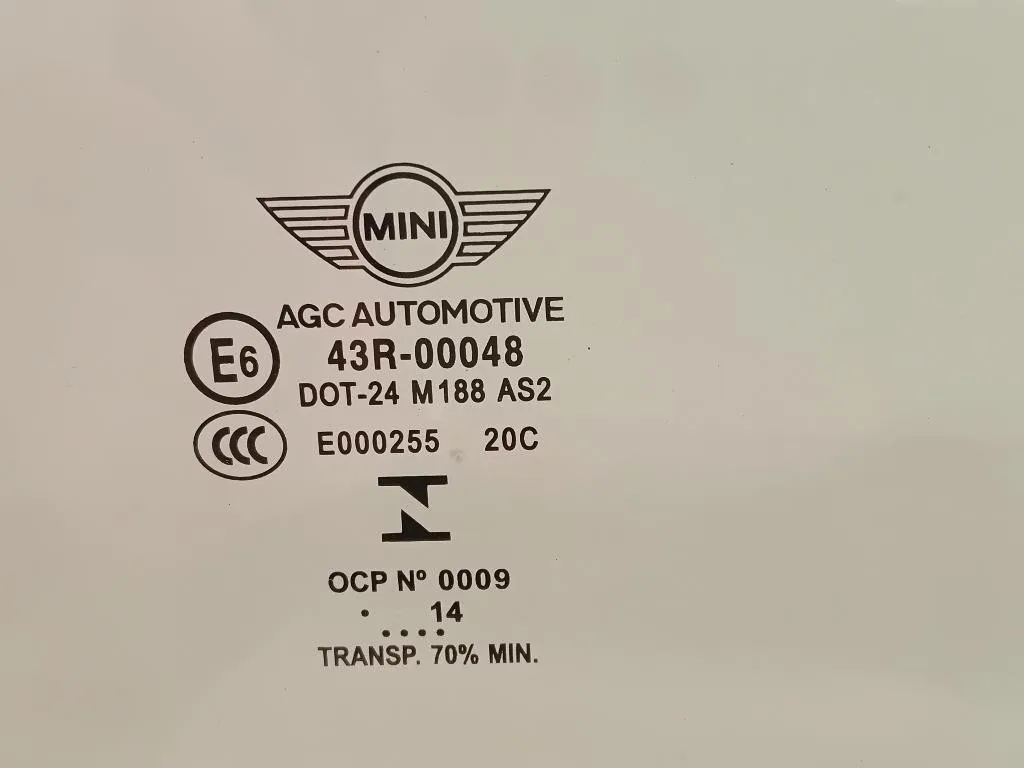 MINI
AGC AUTOMOTIVE
E6 43R-00048
DOT-24 M188 AS2
CCC E000255 20C
OCP Nº 0009
. 14
....
TRANSP. 70% MIN.